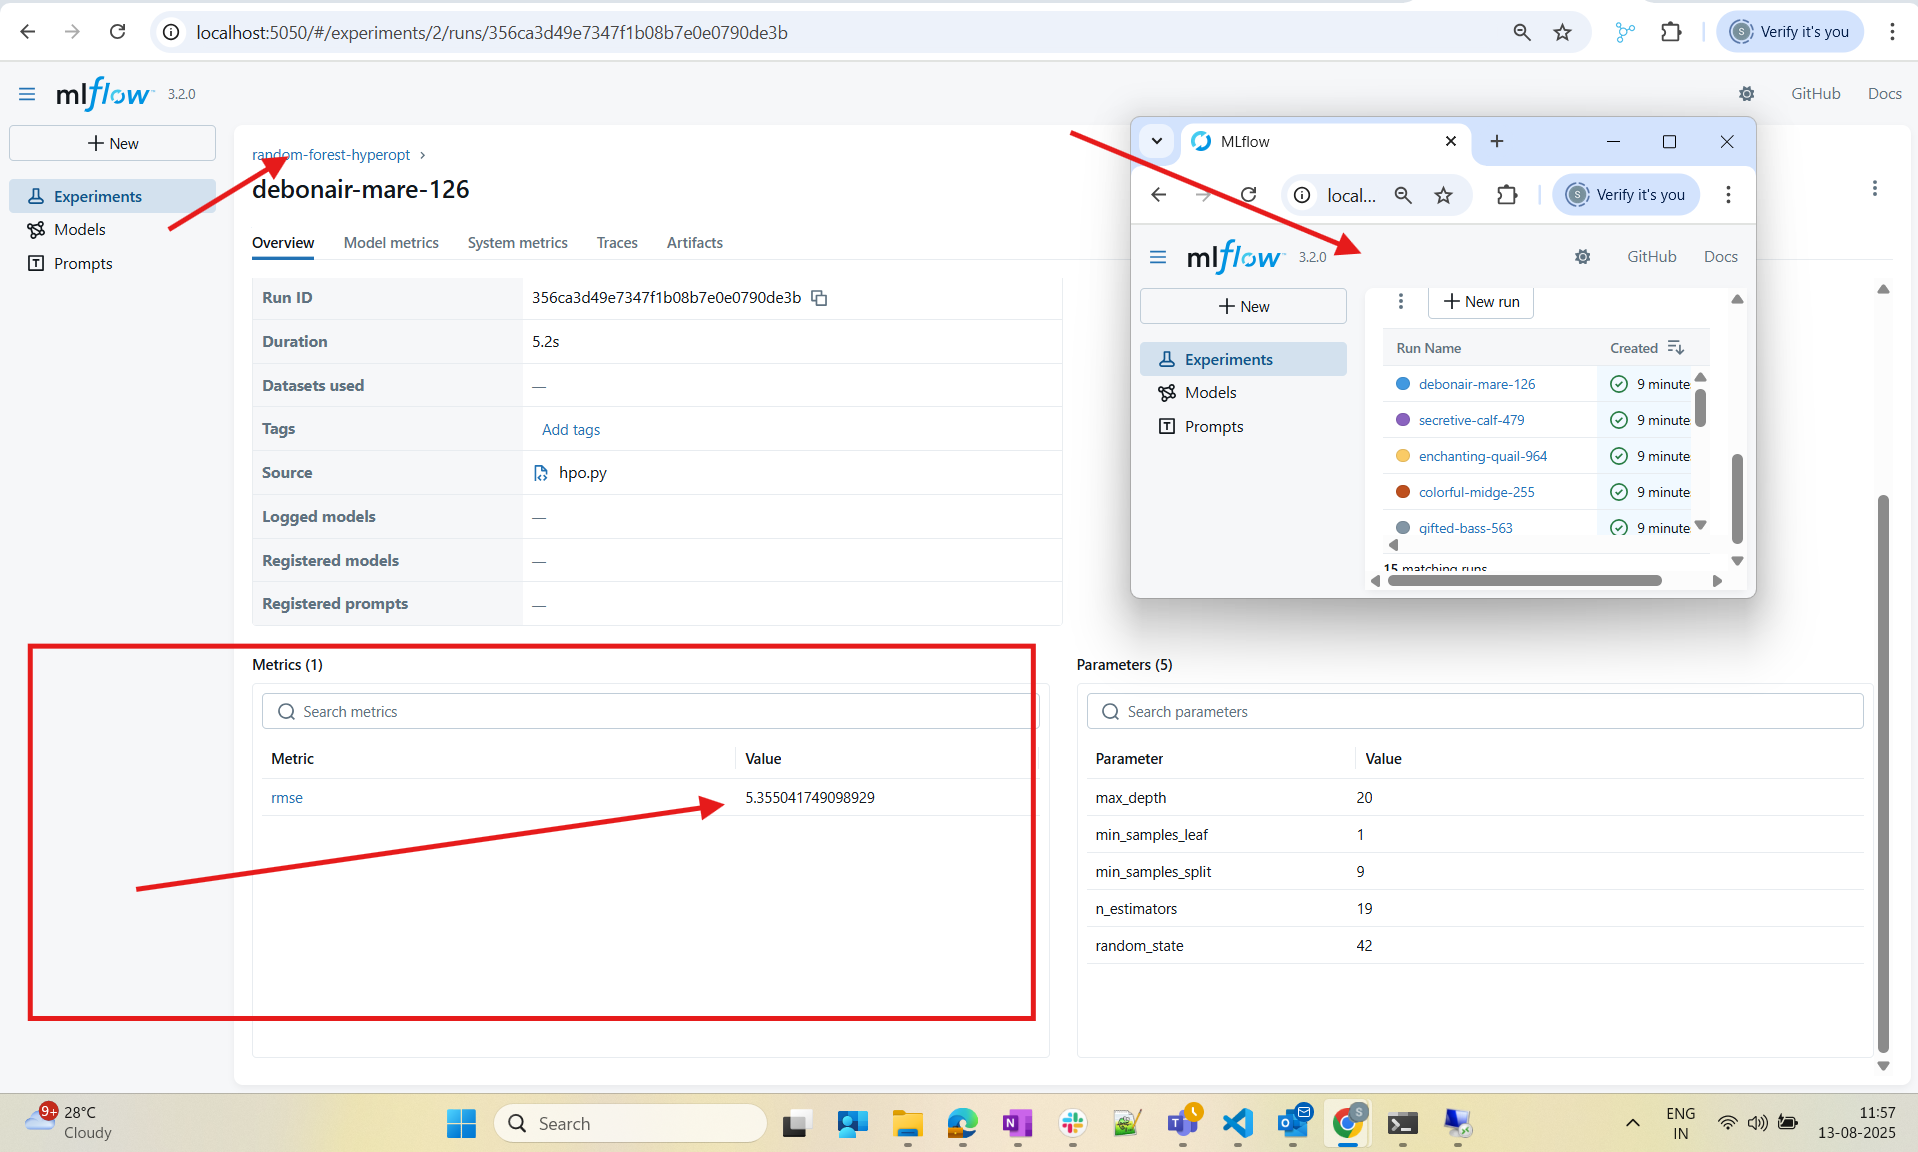 localhost:5050/#/experiments/2/runs/356ca3d49e7347f1b08b7e0e0790de3b
Verify it's you
mlflow 3.2.0
GitHub
Docs
+ New
Experiments
Models
Prompts
random-forest-hyperopt ›
debonair-mare-126
Overview
Model metrics
System metrics
Traces
Artifacts
Run ID 356ca3d49e7347f1b08b7e0e0790de3b
Duration 5.2s
Datasets used —
Tags Add tags
Source hpo.py
Logged models —
Registered models —
Registered prompts —
Metrics (1)
Search metrics
Metric Value
rmse 5.355041749098929
Parameters (5)
Search parameters
Parameter Value
max_depth 20
min_samples_leaf 1
min_samples_split 9
n_estimators 19
random_state 42
MLflow
local...
Verify it's you
mlflow 3.2.0
GitHub
Docs
+ New
Experiments
Models
Prompts
+ New run
Run Name Created
debonair-mare-126 9 minute
secretive-calf-479 9 minute
enchanting-quail-964 9 minute
colorful-midge-255 9 minute
gifted-bass-563 9 minute
15 matching runs
9+
28°C
Cloudy
Search
ENG
IN
11:57
13-08-2025